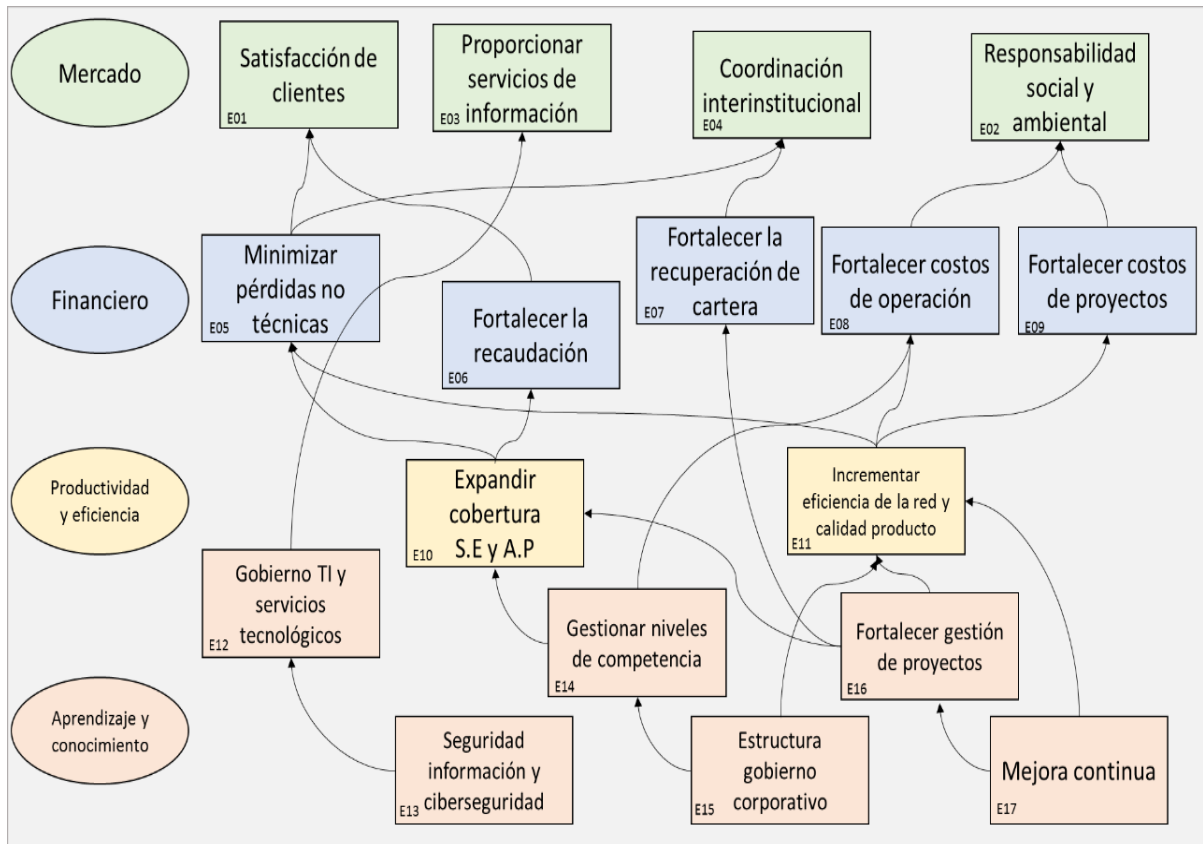 Mercado
Satisfacción de
clientes
E01
Proporcionar
servicios de
información
E03
Coordinación
interinstitucional
E04
Responsabilidad
social y
ambiental
E02
Financiero
Minimizar
pérdidas no
técnicas
E05
Fortalecer la
recaudación
E06
Fortalecer la
recuperación de
cartera
E07
Fortalecer costos
de operación
E08
Fortalecer costos
de proyectos
E09
Productividad
y eficiencia
Expandir
cobertura
S.E y A.P
E10
Incrementar
eficiencia de la red y
calidad producto
E11
Gobierno TI y
servicios
tecnológicos
E12
Gestionar niveles
de competencia
E14
Fortalecer gestión
de proyectos
E16
Aprendizaje y
conocimiento
Seguridad
información y
ciberseguridad
E13
Estructura
gobierno
corporativo
E15
Mejora continua
E17